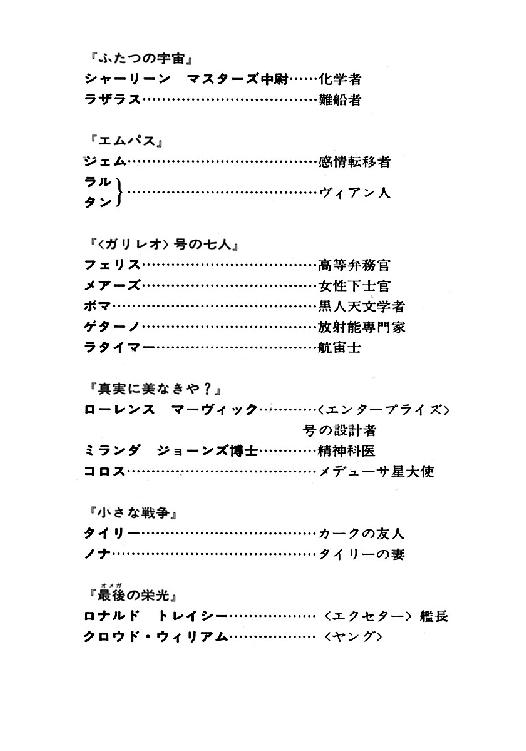 『ふたつの宇宙』
シャーリーン　マスターズ中尉……化学者
ラザラス……………………………難船者
『エムパス』
ジェム………………………………感情転移者
ラル
タン｝………………………………ヴィアン人
『〈ガリレオ〉号の七人』
フェリス……………………………高等弁務官
メアーズ……………………………女性下士官
ボマ…………………………………黒人天文学者
ゲターノ……………………………放射能専門家
ラタイマー…………………………航宙士
『真実に美なきや？』
ローレンス　マーヴィック…………〈エンタープライズ〉
号の設計者
ミランダ　ジョーンズ博士…………精神科医
コロス………………………………メデューサ星大使
『小さな戦争』
タイリー……………………………カークの友人
ノナ…………………………………タイリーの妻
オメガ
『最後の栄光』
ロナルド　トレイシー………………〈エクセター〉艦長
クロウド・ウィリアム………………〈ヤング〉